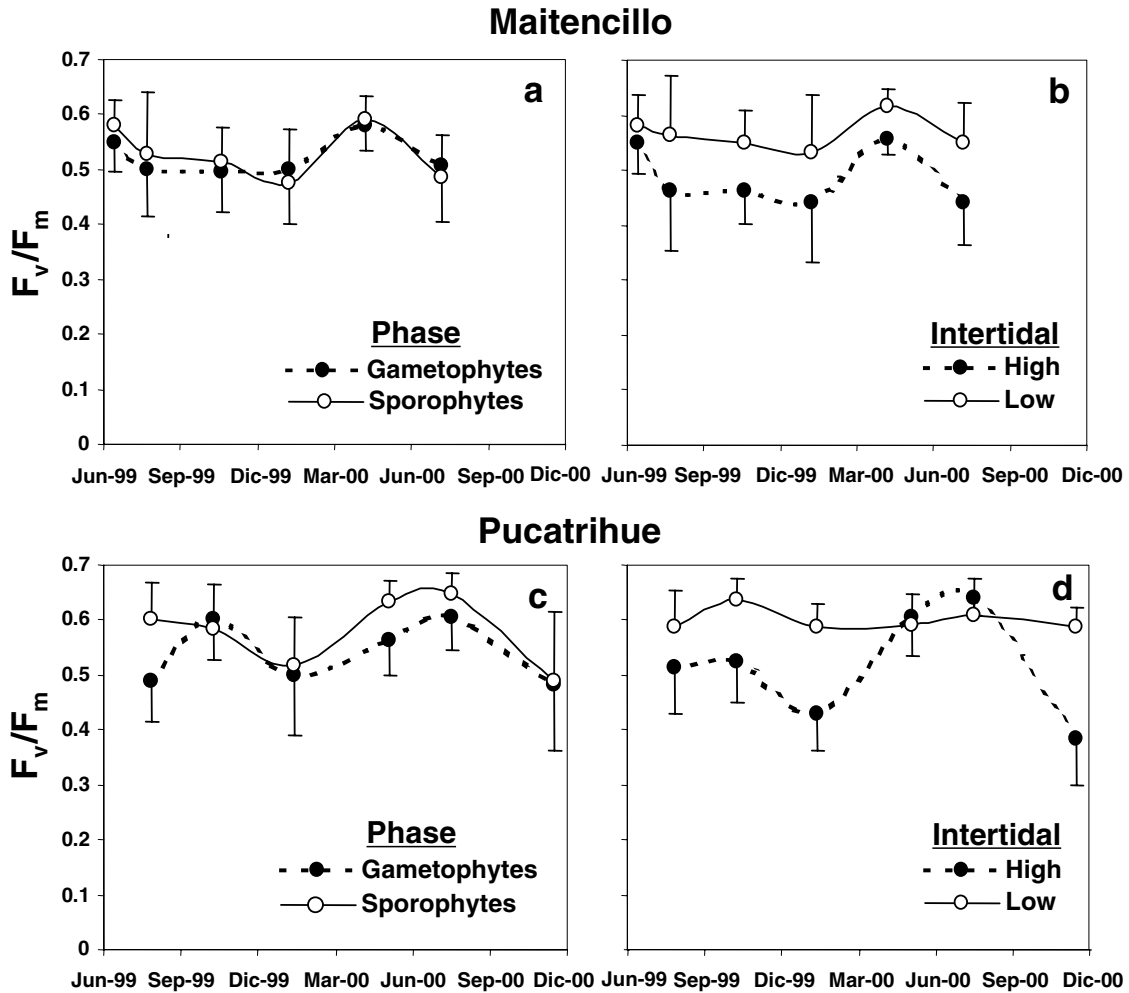 Maitencillo
a
b
0.7
0.6
0.5
0.4
0.3
0.2
0.1
0
Fv/Fm
Phase
Gametophytes
Sporophytes
Intertidal
High
Low
Jun-99 Sep-99 Dic-99 Mar-00 Jun-00 Sep-00 Dic-00
Jun-99 Sep-99 Dic-99 Mar-00 Jun-00 Sep-00 Dic-00
Pucatrihue
c
d
0.7
0.6
0.5
0.4
0.3
0.2
0.1
0
Fv/Fm
Phase
Gametophytes
Sporophytes
Intertidal
High
Low
Jun-99 Sep-99 Dic-99 Mar-00 Jun-00 Sep-00 Dic-00
Jun-99 Sep-99 Dic-99 Mar-00 Jun-00 Sep-00 Dic-00